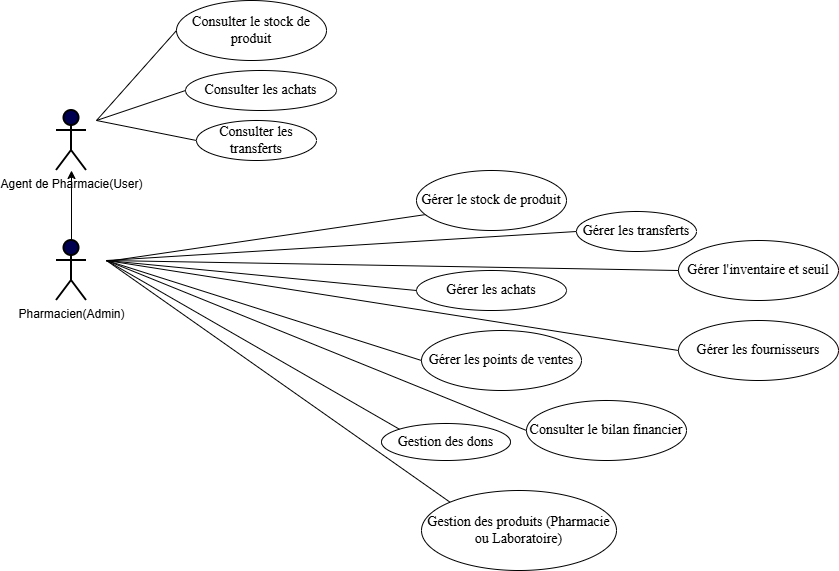 Consulter le stock de
produit
Consulter les achats
Consulter les
transferts
Agent de Pharmacie(User)
Gérer le stock de produit
Gérer les transferts
Gérer l'inventaire et seuil
Gérer les achats
Pharmacien(Admin)
Gérer les fournisseurs
Gérer les points de ventes
Consulter le bilan financier
Gestion des dons
Gestion des produits (Pharmacie
ou Laboratoire)